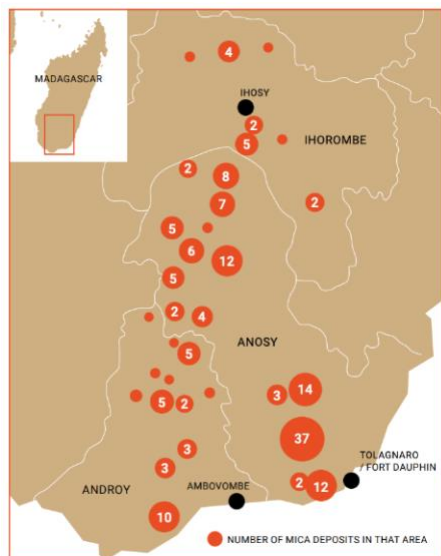 MADAGASCAR
4
IHOSY
2
5
IHOROMBE
2
8
7
2
5
6
12
5
2
4
ANOSY
5
14
3
5
2
37
3
3
TOLAGNARO
/ FORT DAUPHIN
2
12
AMBOVOMBE
ANDROY
10
NUMBER OF MICA DEPOSITS IN THAT AREA